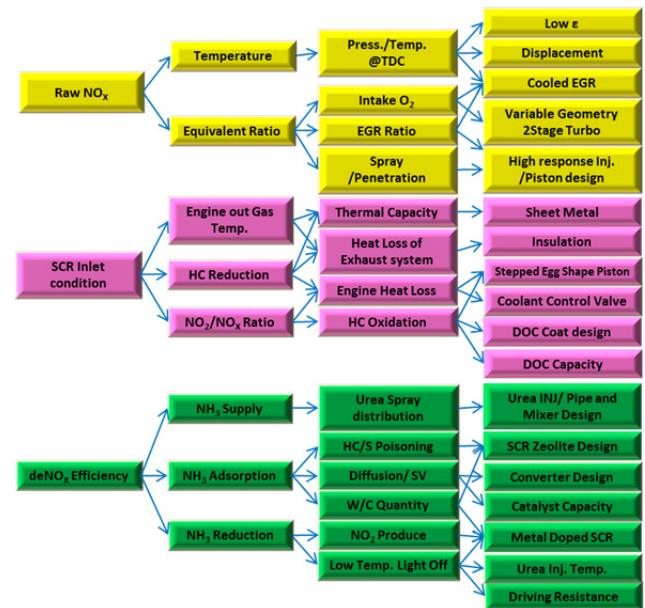 Raw NOX
Temperature
Equivalent Ratio
Press./Temp.
@TDC
Intake O2
EGR Ratio
Spray
/Penetration
Low ε
Displacement
Cooled EGR
Variable Geometry
2Stage Turbo
High response Inj.
/Piston design
SCR Inlet
condition
Engine out Gas
Temp.
HC Reduction
NO2/NOX Ratio
Thermal Capacity
Heat Loss of
Exhaust system
Engine Heat Loss
HC Oxidation
Sheet Metal
Insulation
Stepped Egg Shape Piston
Coolant Control Valve
DOC Coat design
DOC Capacity
deNOX Efficiency
NH3 Supply
NH3 Adsorption
NH3 Reduction
Urea Spray
distribution
HC/S Poisoning
Diffusion/ SV
W/C Quantity
NO2 Produce
Low Temp. Light Off
Urea INJ/ Pipe and
Mixer Design
SCR Zeolite Design
Converter Design
Catalyst Capacity
Metal Doped SCR
Urea Inj. Temp.
Driving Resistance